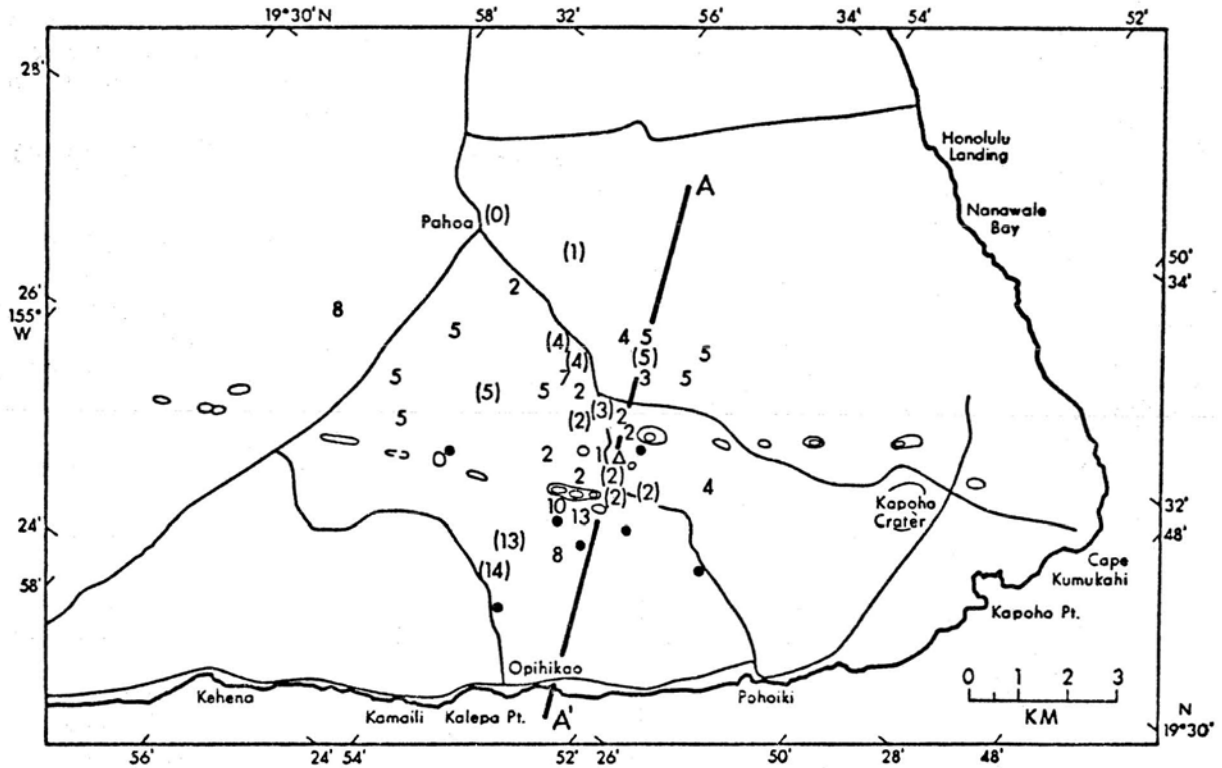 19°30' N
58'
32'
56'
34'
54'
52'
28'
Honolulu
Landing
A
Nanawale
Bay
Pahoa
(0)
(1)
50'
34'
2
26'
155°
W
8
5
(4)
4
5
(4)
(5)
5
7
3
5
5
(5)
5
2
5
(3)
(2)
2
2
2
1
2
(2)
(2)
(2)
4
10
13
Kapoha
Crater
32'
48'
24'
(13)
8
Cape
Kumukahi
58'
(14)
Kapoho Pt.
Opihikao
Kehena
Kamaili
Kalepa Pt.
A'
Pohoiki
0 1 2 3
KM
N
19°30'
56'
24'
54'
52'
26'
50'
28'
48'